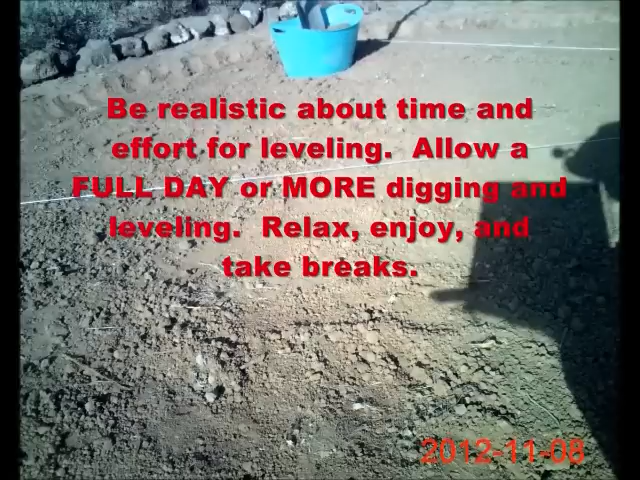 Be realistic about time and
effort for leveling.  Allow a
FULL DAY or MORE digging and
leveling.  Relax, enjoy, and
take breaks.
2012-11-08